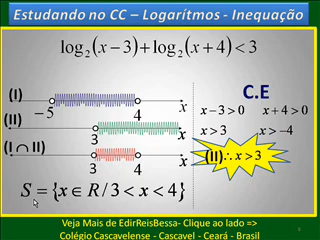 Estudando no CC – Logarítmos - Inequação
log₂(x − 3) + log₂(x + 4) < 3
(I)
−5 4 x
(II)
3 x
(I ∩ II)
3 4 x
S = {x ∈ R / 3 < x < 4}
C.E
x − 3 > 0 x + 4 > 0
x > 3 x > −4
(II) ∴ x > 3
Veja Mais de EdirReisBessa- Clique ao lado =>
Colégio Cascavelense - Cascavel - Ceará - Brasil